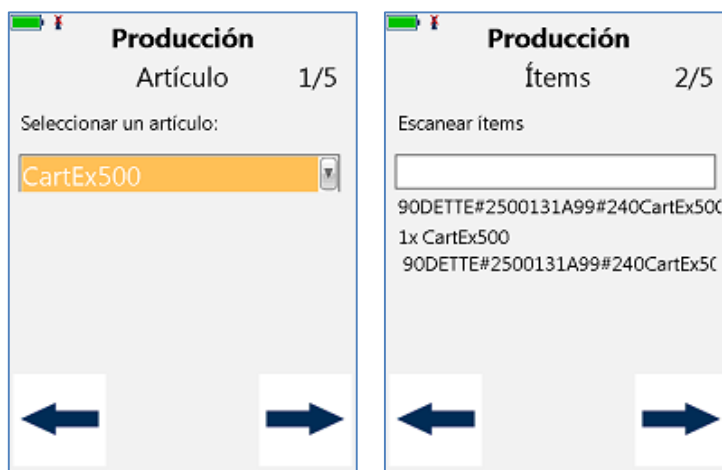 Producción
Artículo 1/5
Seleccionar un artículo:
CartEx500
Producción
Ítems 2/5
Escanear ítems
90DETTE#2500131A99#240CartEx500
1x CartEx500
90DETTE#2500131A99#240CartEx50